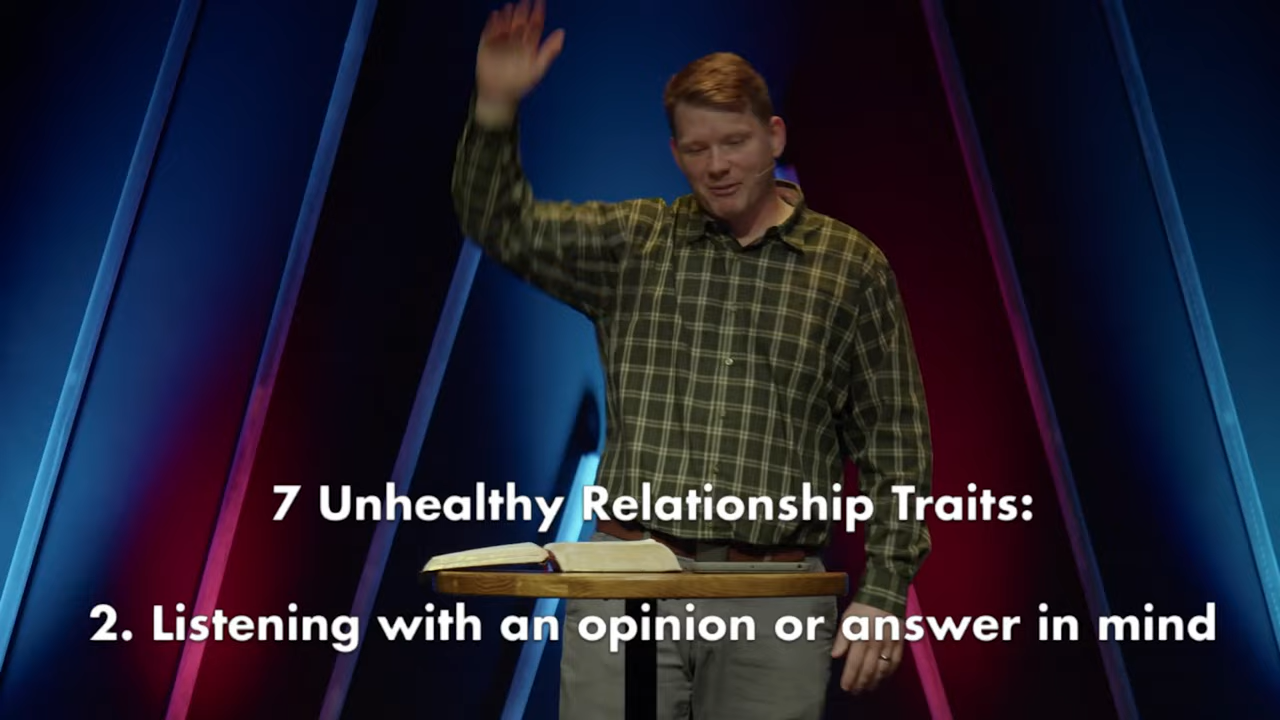 7 Unhealthy Relationship Traits:
2. Listening with an opinion or answer in mind